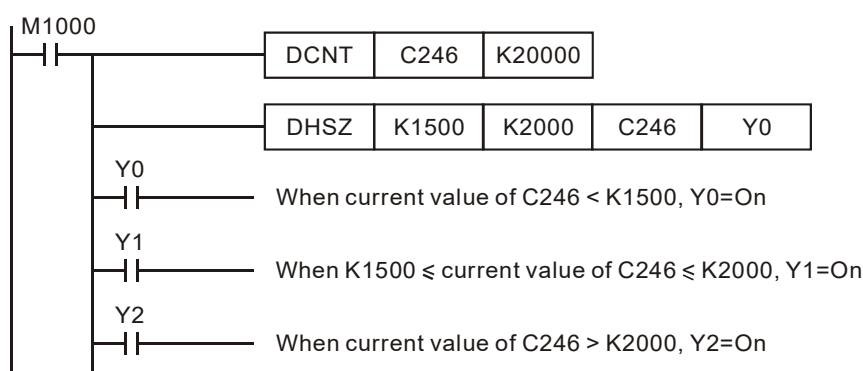 M1000
DCNT C246 K20000
DHSZ K1500 K2000 C246 Y0
Y0
When current value of C246 < K1500, Y0=On
Y1
When K1500 ⩽ current value of C246 ⩽ K2000, Y1=On
Y2
When current value of C246 > K2000, Y2=On